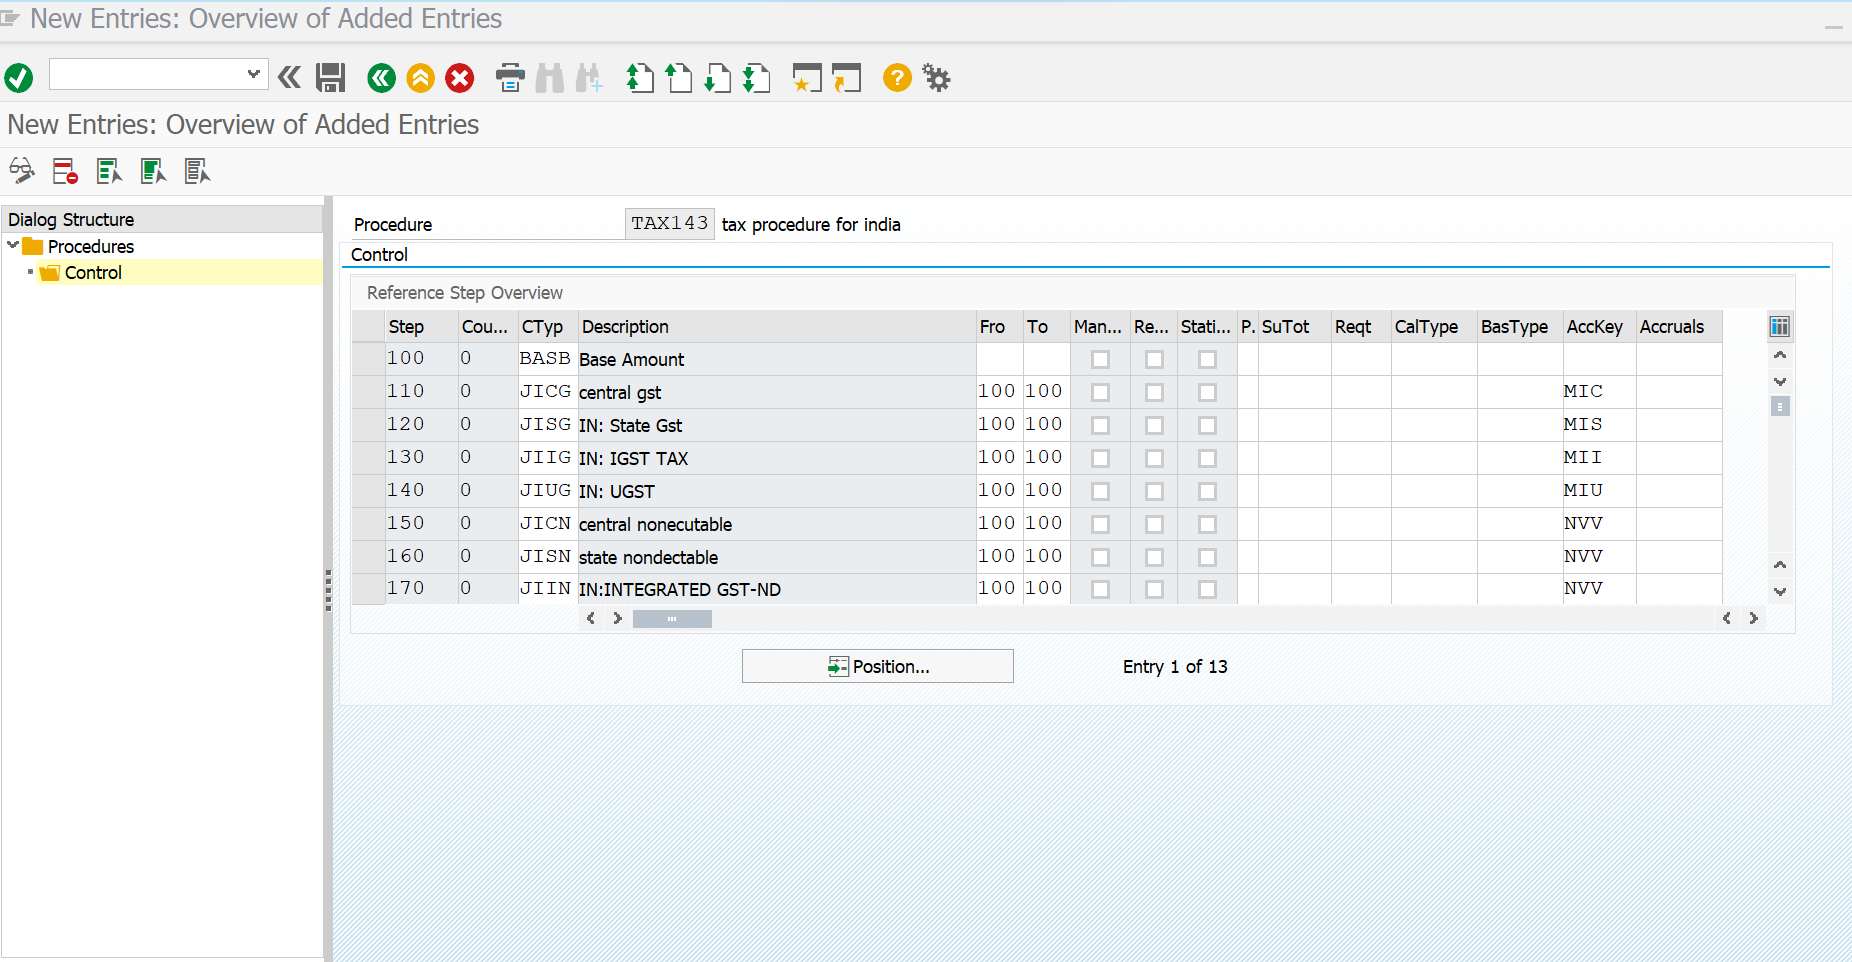 New Entries: Overview of Added Entries
New Entries: Overview of Added Entries
Dialog Structure
Procedures
Control
Procedure TAX143 tax procedure for india
Control
Reference Step Overview
Step Cou... CTyp Description Fro To Man... Re... Stati... P. SuTot Reqt CalType BasType AccKey Accruals
100 0 BASB Base Amount
110 0 JICG central gst 100 100 MIC
120 0 JISG IN: State Gst 100 100 MIS
130 0 JIIG IN: IGST TAX 100 100 MII
140 0 JIUG IN: UGST 100 100 MIU
150 0 JICN central nonecutable 100 100 NVV
160 0 JISN state nondectable 100 100 NVV
170 0 JIIN IN:INTEGRATED GST-ND 100 100 NVV
Position... Entry 1 of 13